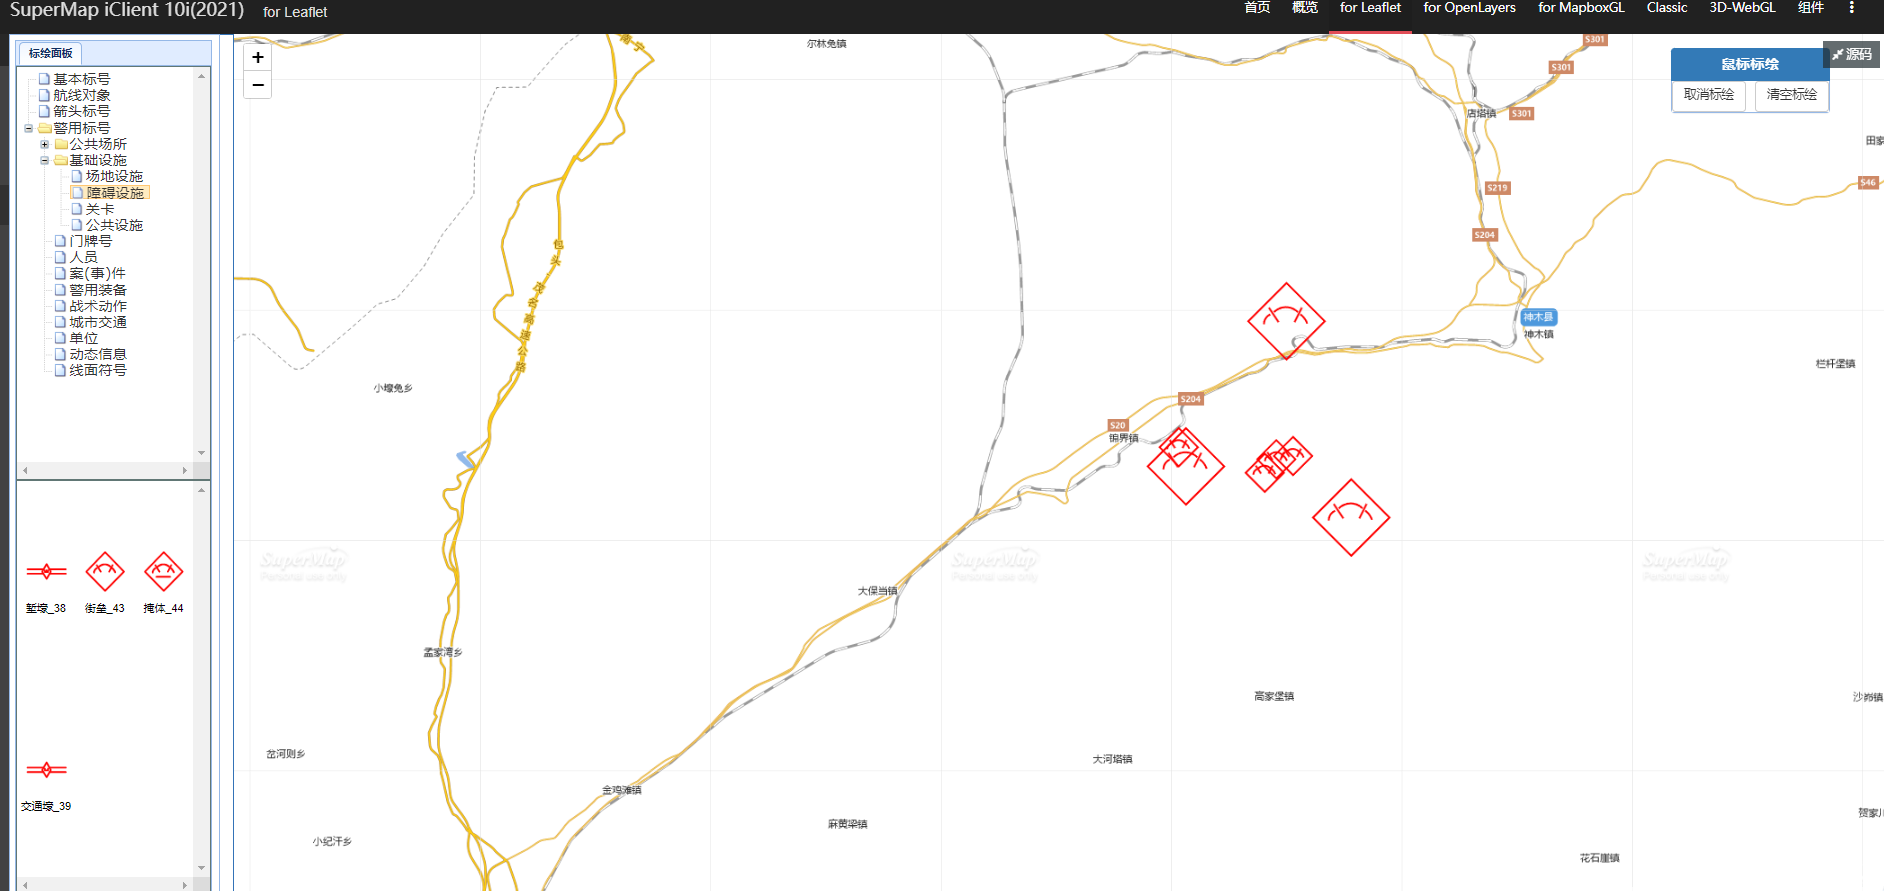 SuperMap iClient 10i(2021) for Leaflet
首页 概览 for Leaflet for OpenLayers for MapboxGL Classic 3D-WebGL 组件
标绘面板
基本标号
航线对象
箭头标号
警用标号
公共场所
基础设施
场地设施
障碍设施
关卡
公共设施
门牌号
人员
案(事)件
警用装备
战术动作
城市交通
单位
动态信息
线面符号
堑壕_38 街垒_43 掩体_44
交通壕_39
+
−
鼠标标绘
取消标绘 清空标绘
源码
南宁
尔林兔镇
S301
S301
S301
店塔镇
田家
S46
S219
S204
包头
茂名高速公路
神木县
神木镇
栏杆堡镇
小壕兔乡
S204
S20
锦界镇
SuperMap
Personal use only
SuperMap
Personal use only
SuperMap
Personal use only
大保当镇
孟家湾乡
高家堡镇
沙峁镇
岔河则乡
大河塔镇
金鸡滩镇
麻黄梁镇
贺家川
小纪汗乡
花石崖镇